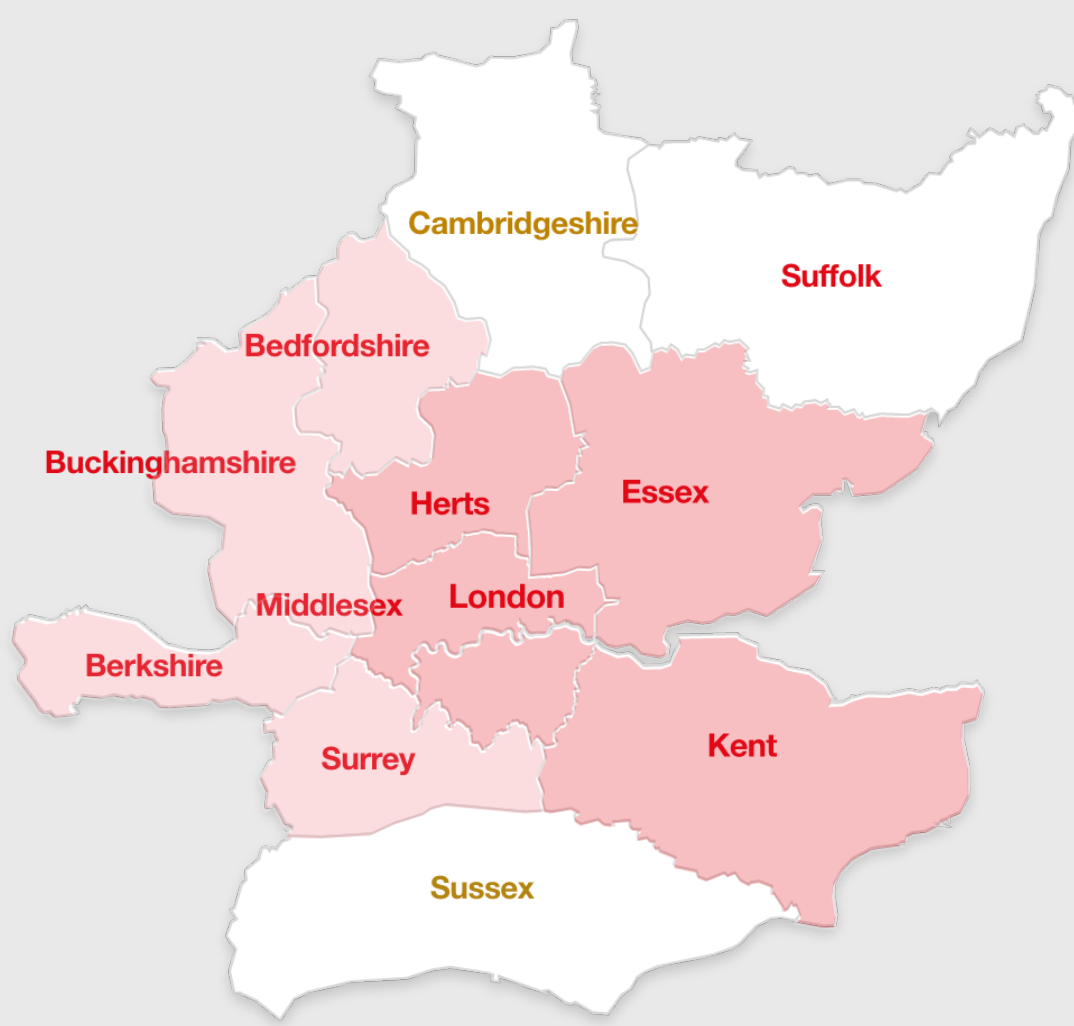 Cambridgeshire
Suffolk
Bedfordshire
Buckinghamshire
Herts
Essex
Middlesex
London
Berkshire
Surrey
Kent
Sussex